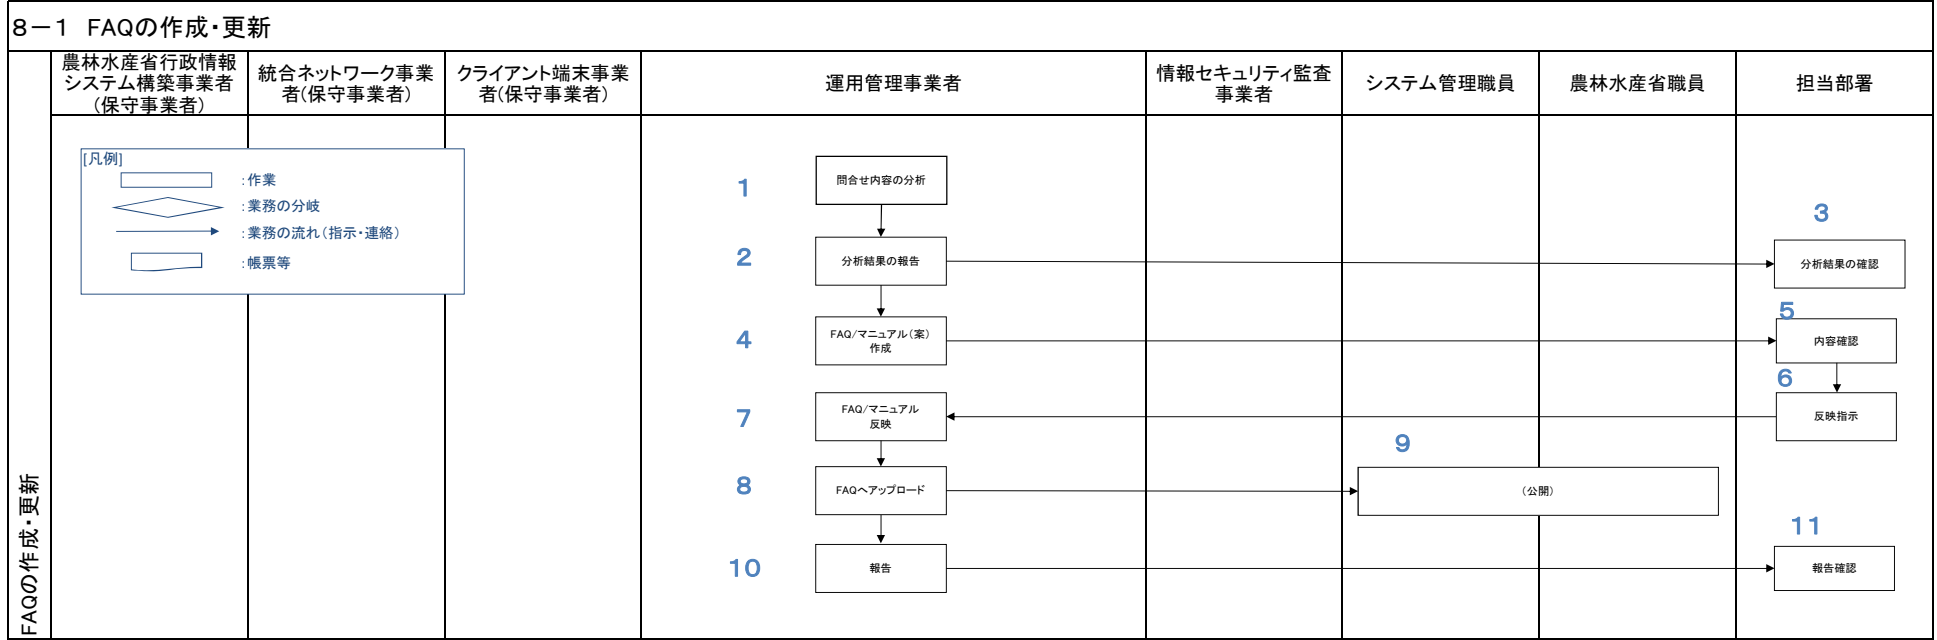 ８－１　FAQの作成・更新
農林水産省行政情報
システム構築事業者
(保守事業者)
統合ネットワーク事業
者(保守事業者)
クライアント端末事業
者(保守事業者)
運用管理事業者
情報セキュリティ監査
事業者
システム管理職員
農林水産省職員
担当部署
FAQの作成・更新
[凡例]
：作業
：業務の分岐
：業務の流れ（指示・連絡）
：帳票等
1
問合せ内容の分析
2
分析結果の報告
3
分析結果の確認
4
FAQ/マニュアル（案）
作成
5
内容確認
6
反映指示
7
FAQ/マニュアル
反映
8
FAQへアップロード
9
（公開）
10
報告
11
報告確認